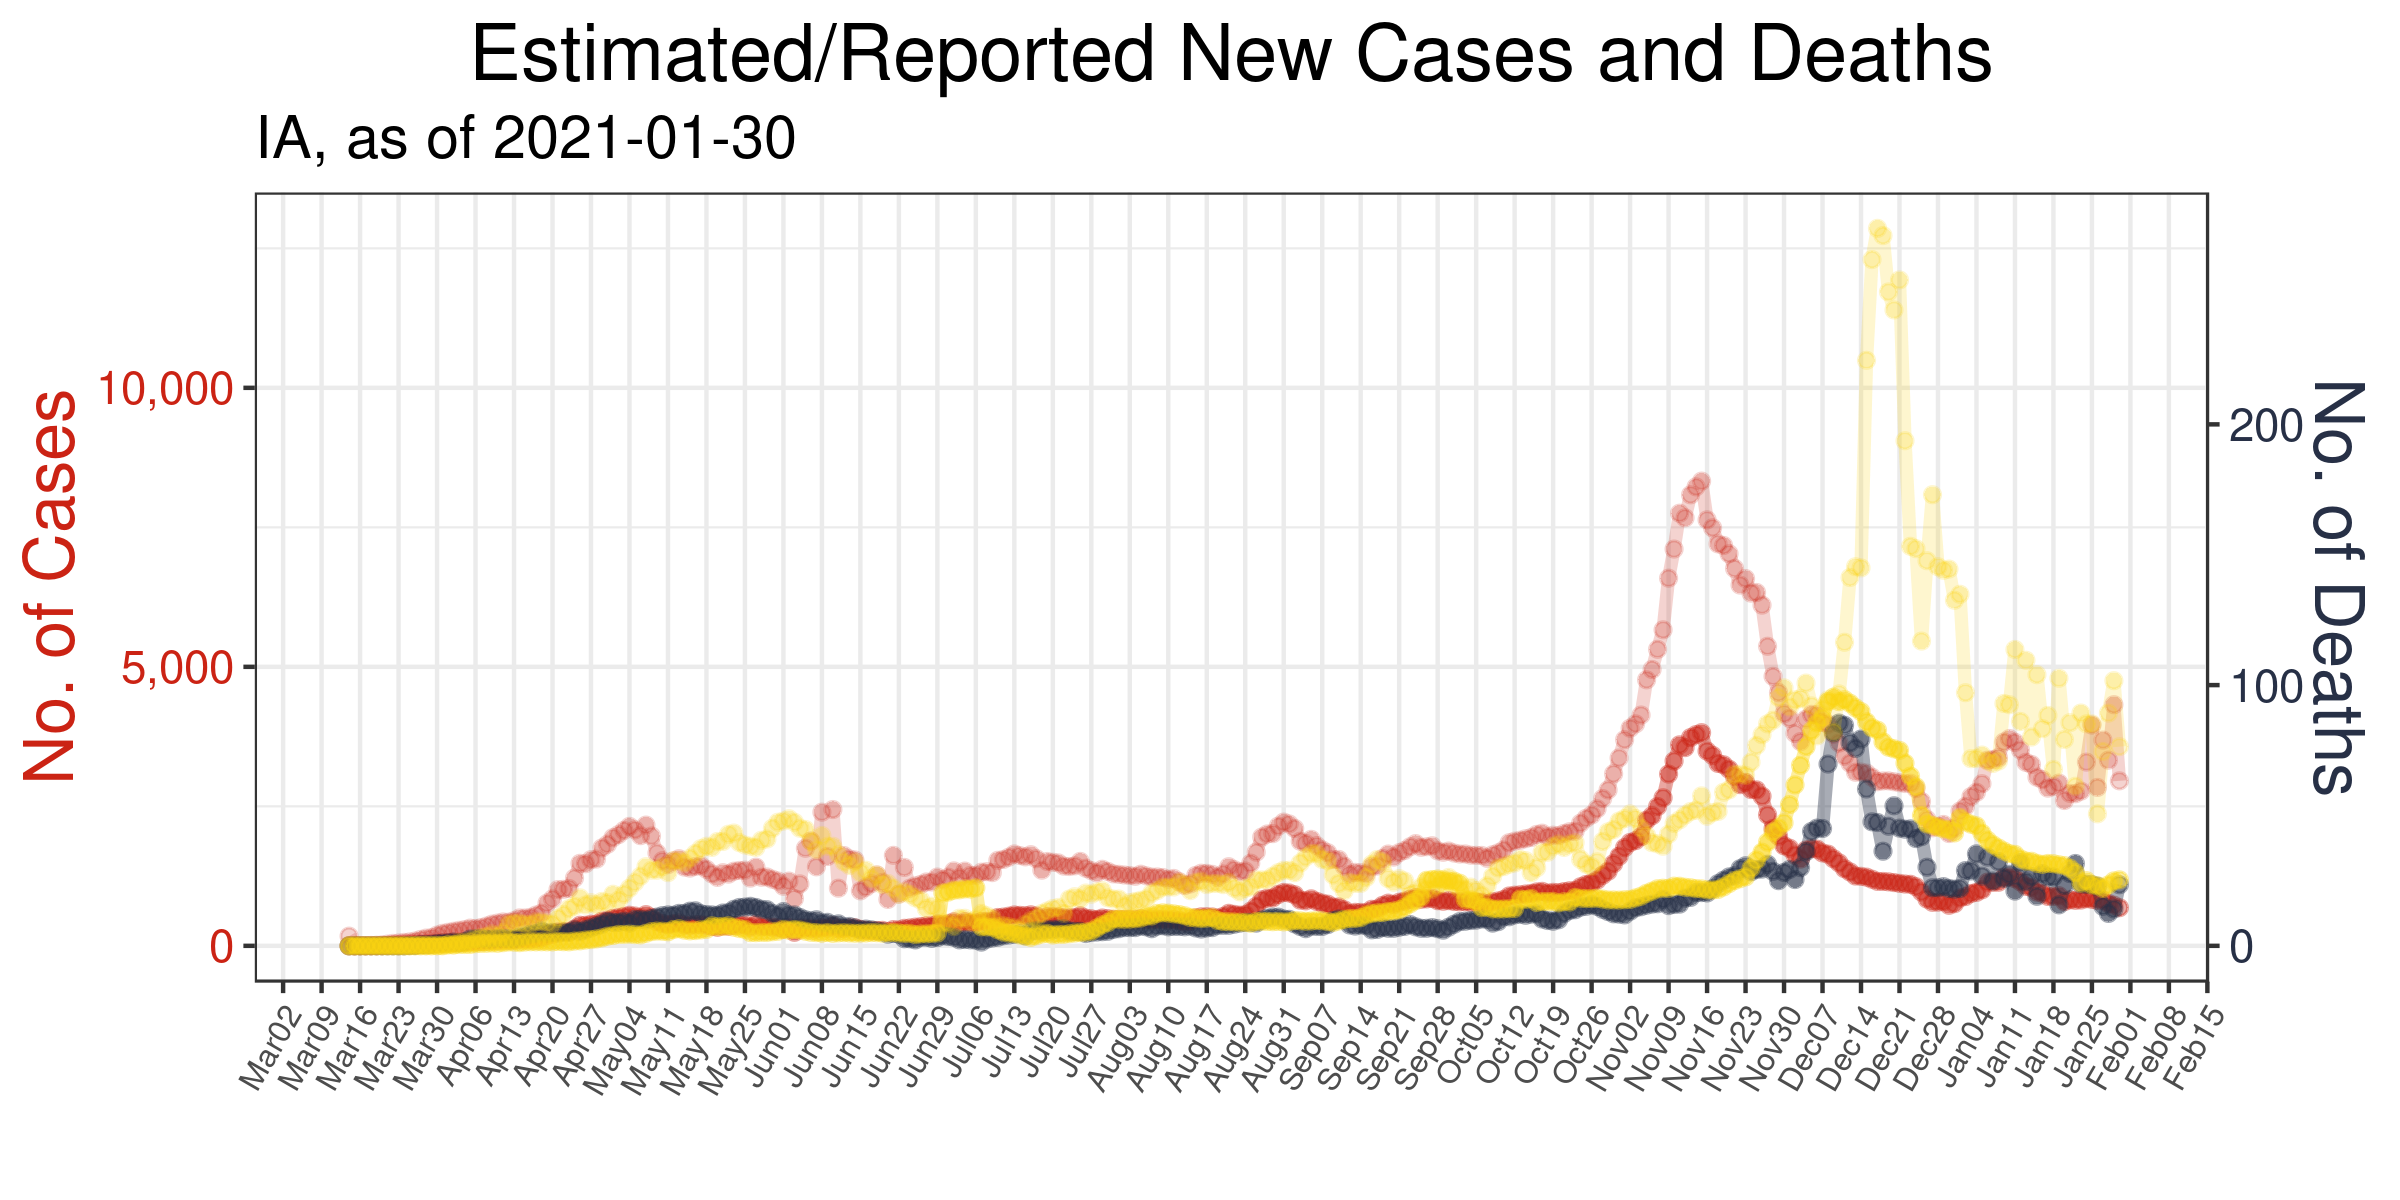 Estimated/Reported New Cases and Deaths
IA, as of 2021-01-30
No. of Cases
10,000
5,000
0
200
100
0
No. of Deaths
Mar02
Mar09
Mar16
Mar23
Mar30
Apr06
Apr13
Apr20
Apr27
May04
May11
May18
May25
Jun01
Jun08
Jun15
Jun22
Jun29
Jul06
Jul13
Jul20
Jul27
Aug03
Aug10
Aug17
Aug24
Aug31
Sep07
Sep14
Sep21
Sep28
Oct05
Oct12
Oct19
Oct26
Nov02
Nov09
Nov16
Nov23
Nov30
Dec07
Dec14
Dec21
Dec28
Jan04
Jan11
Jan18
Jan25
Feb01
Feb08
Feb15